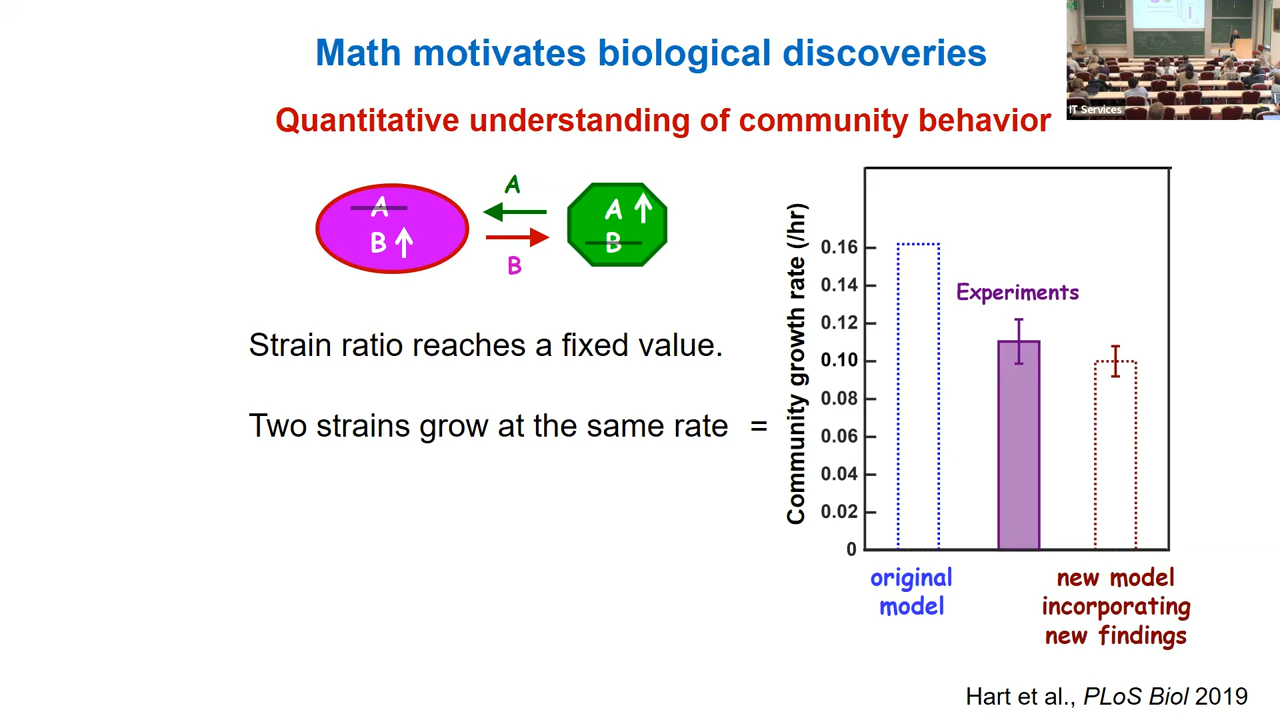 Math motivates biological discoveries
Quantitative understanding of community behavior
IT Services
A
B
A
B
A
B
Strain ratio reaches a fixed value.
Two strains grow at the same rate =
Community growth rate (/hr)
0.16
0.14
0.12
0.10
0.08
0.06
0.04
0.02
0
Experiments
original
model
new model
incorporating
new findings
Hart et al., PLoS Biol 2019